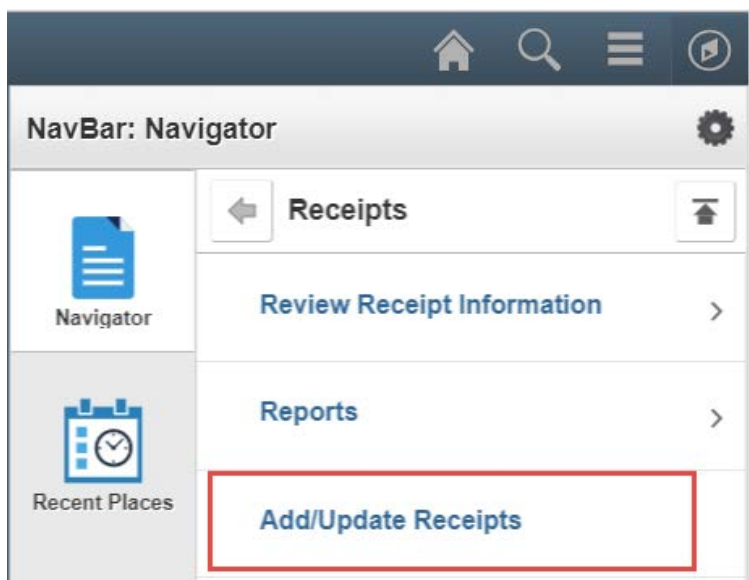 NavBar: Navigator
Receipts
Navigator
Review Receipt Information
Reports
Recent Places
Add/Update Receipts